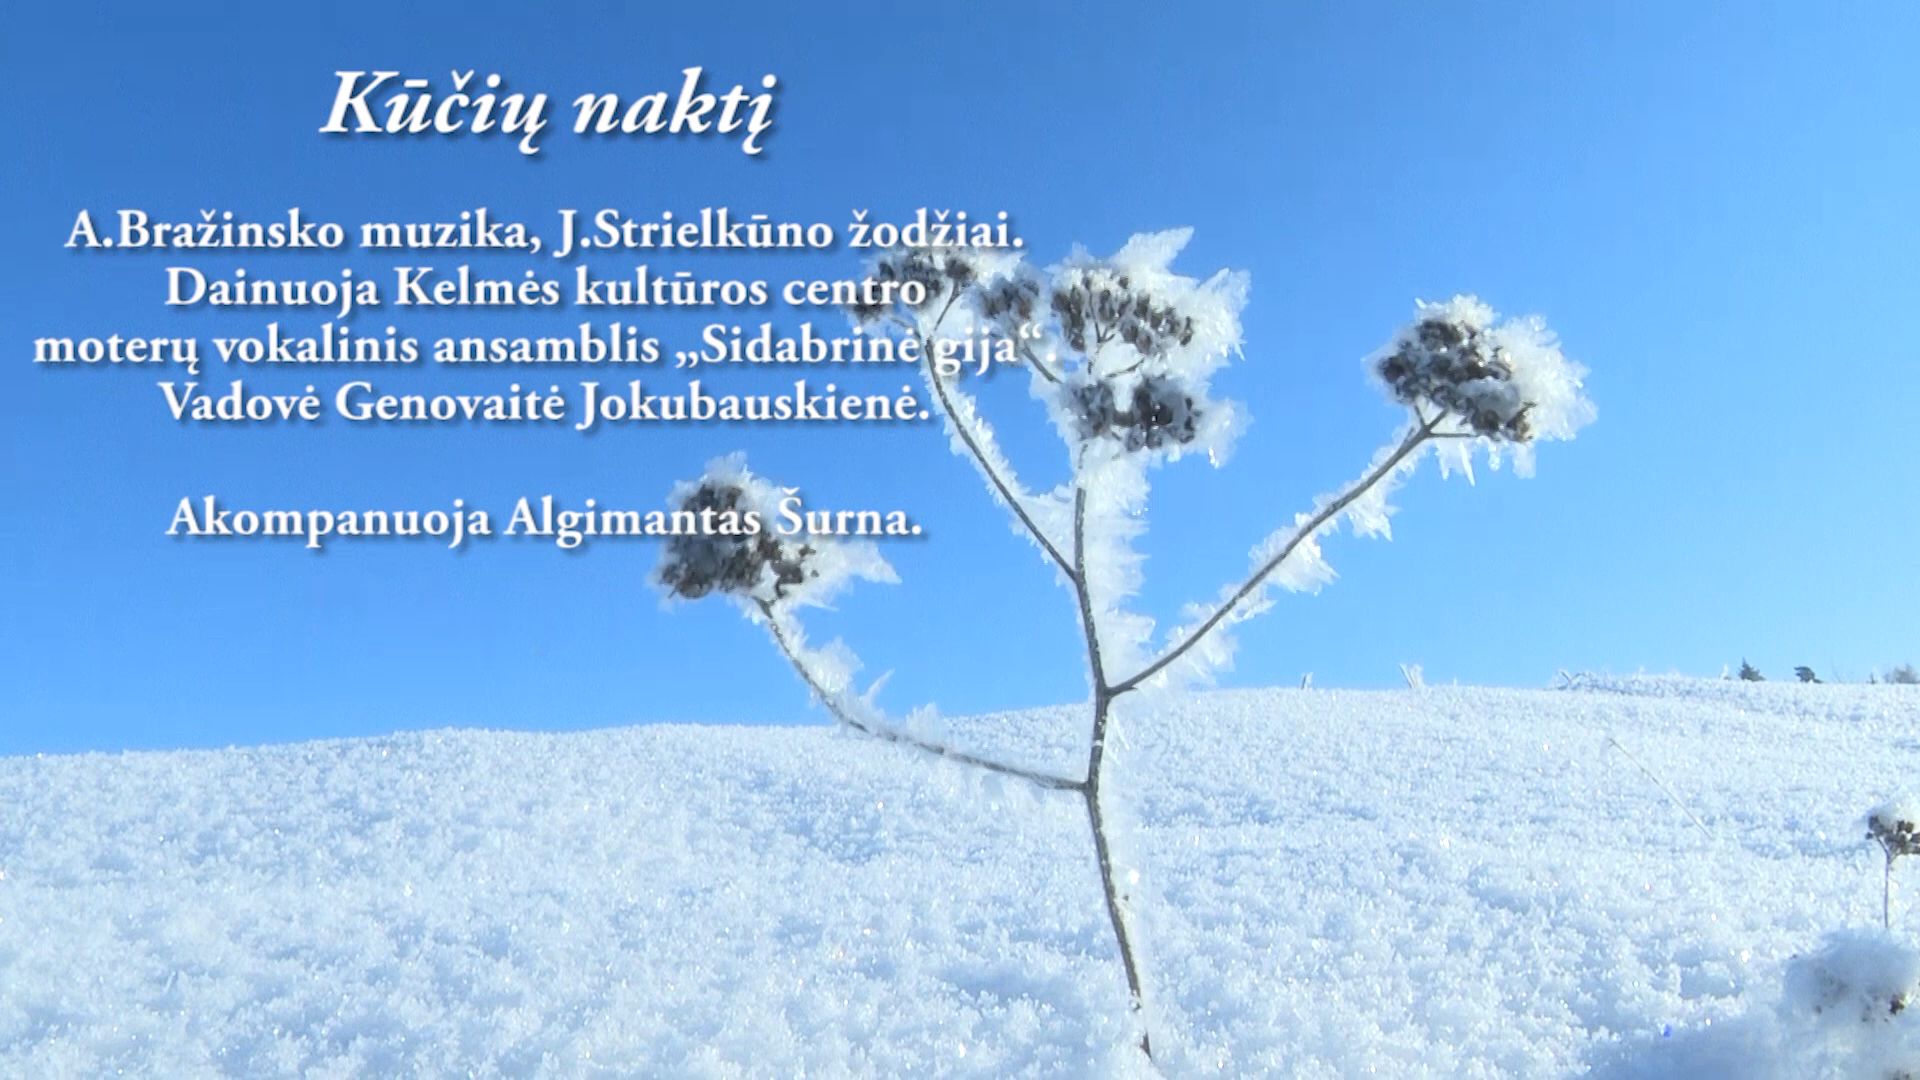 Kūčių naktį
A.Bražinsko muzika, J.Strielkūno žodžiai.
Dainuoja Kelmės kultūros centro
moterų vokalinis ansamblis „Sidabrinė gija“.
Vadovė Genovaitė Jokubauskienė.
Akompanuoja Algimantas Šurna.